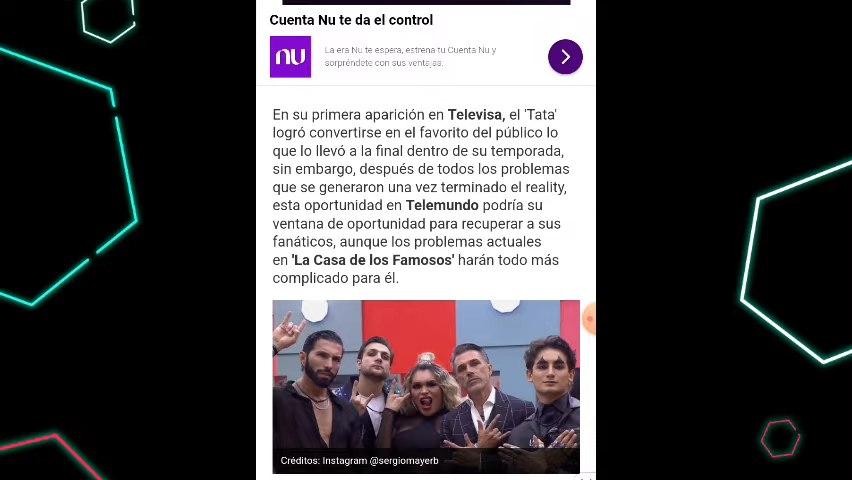 Cuenta Nu te da el control
nu
La era Nu te espera, estrena tu Cuenta Nu y
sorpréndete con sus ventajas.
En su primera aparición en Televisa, el 'Tata'
logró convertirse en el favorito del público lo
que lo llevó a la final dentro de su temporada,
sin embargo, después de todos los problemas
que se generaron una vez terminado el reality,
esta oportunidad en Telemundo podría su
ventana de oportunidad para recuperar a sus
fanáticos, aunque los problemas actuales
en 'La Casa de los Famosos' harán todo más
complicado para él.
Créditos: Instagram @sergiomayerb